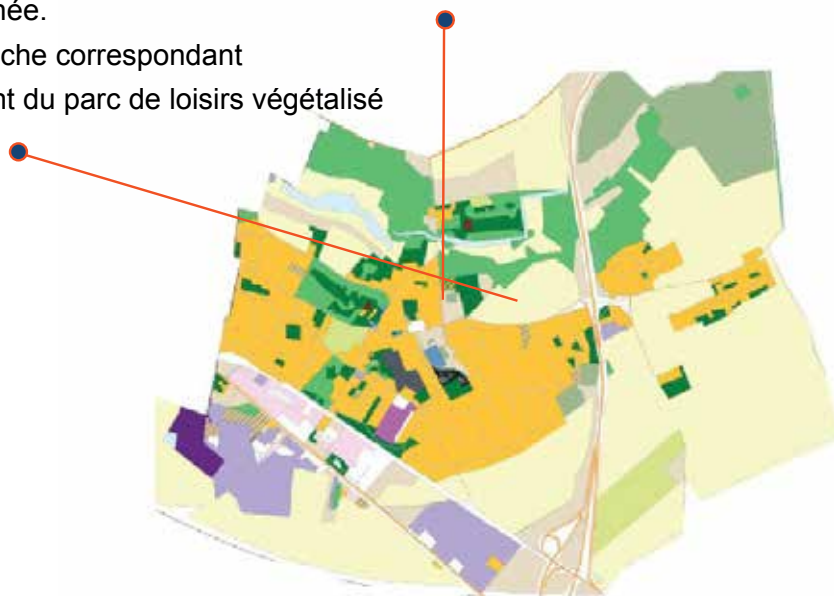 née.
che correspondant
nt du parc de loisirs végétalisé